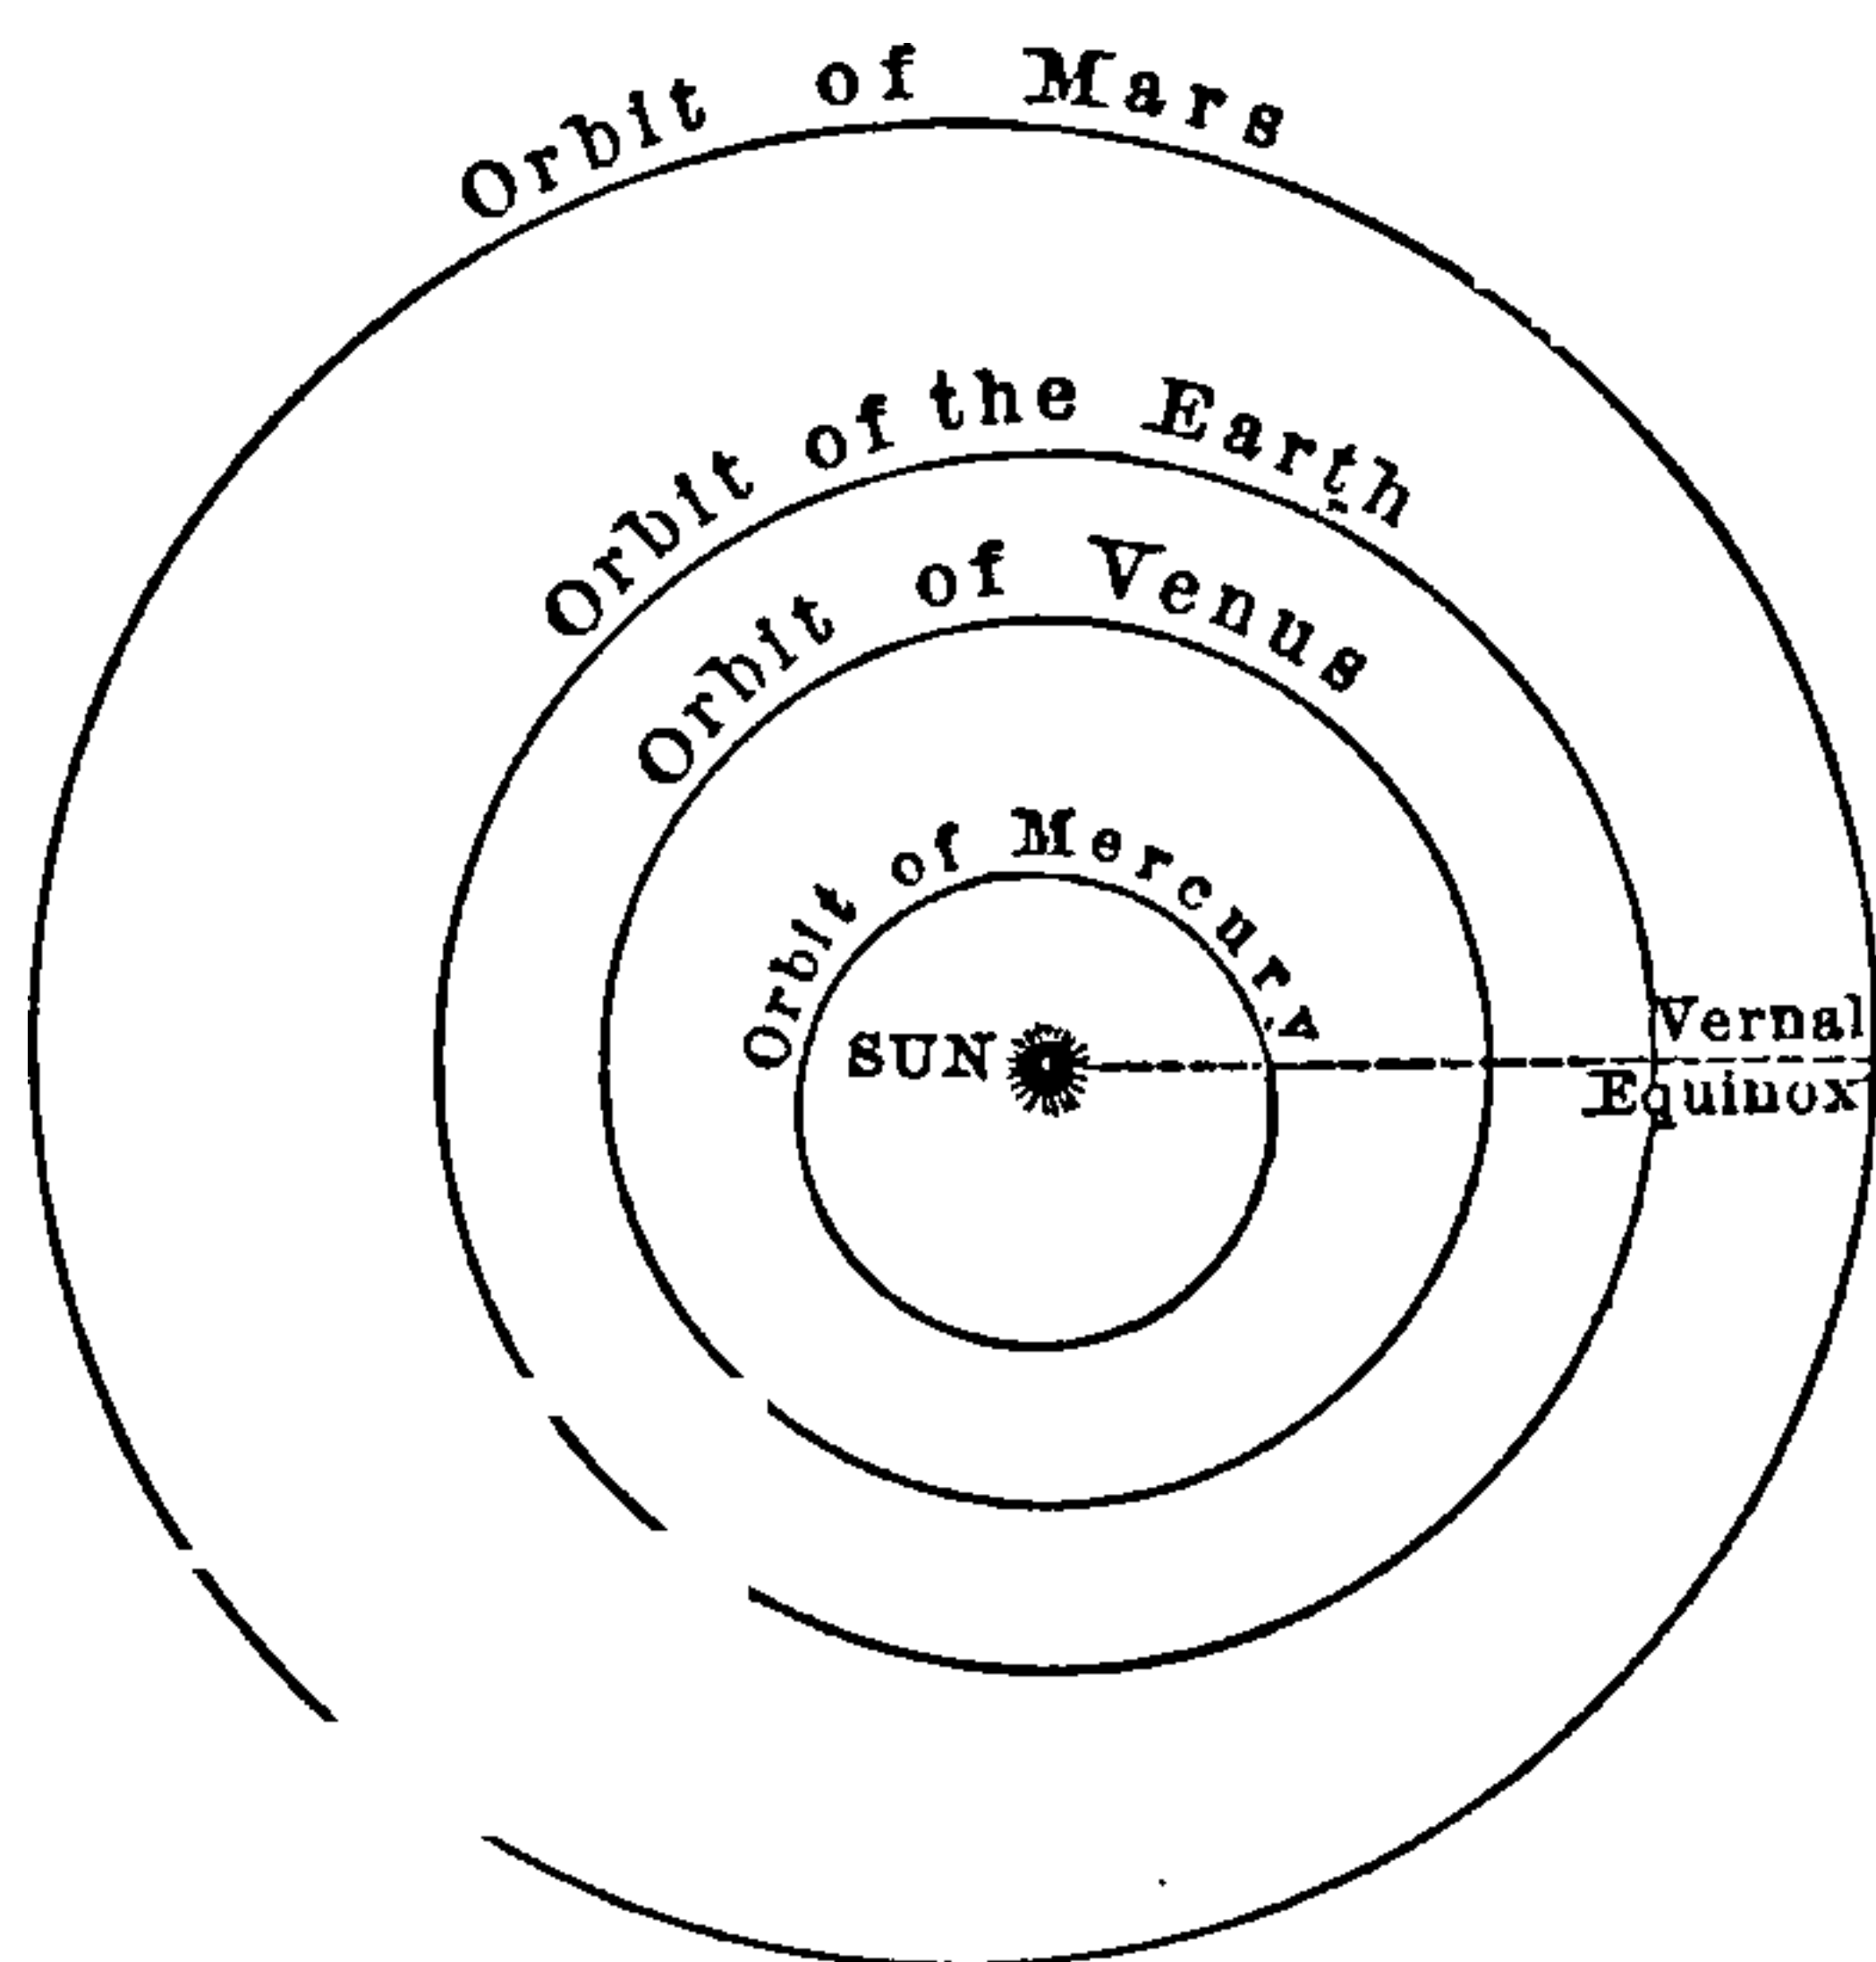 Orbit of Mars
Orbit of the Earth
Orbit of Venus
Orbit of Mercury
SUN
Vernal
Equinox